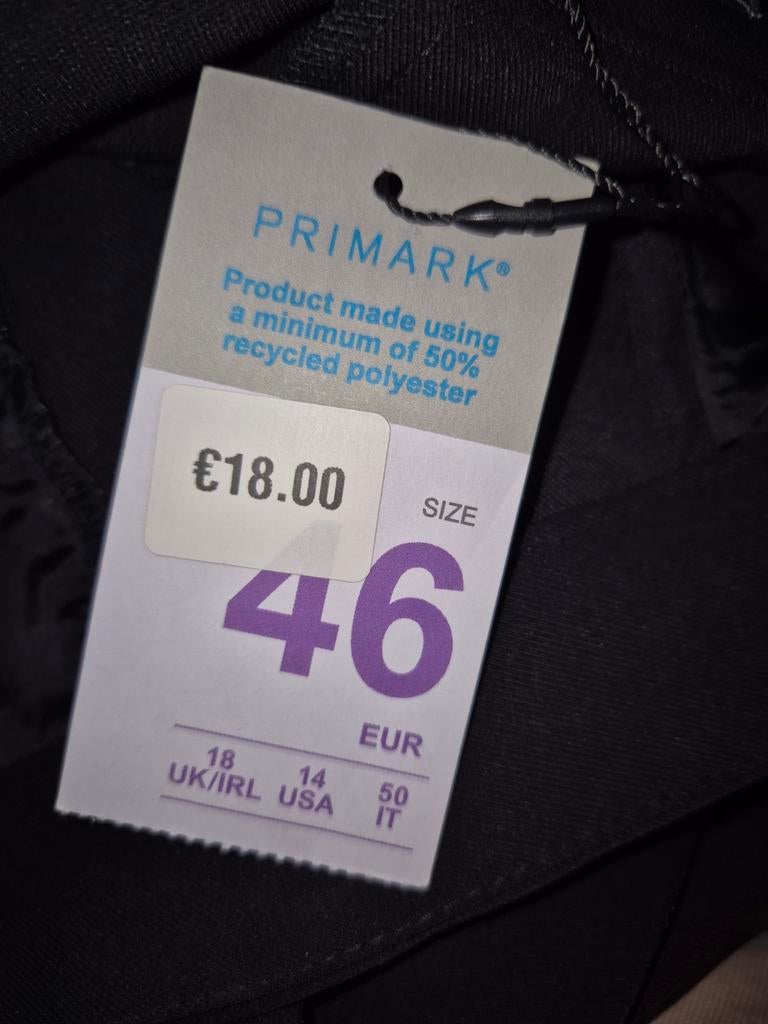 PRIMARK®
Product made using
a minimum of 50%
recycled polyester
€18.00
SIZE
46
EUR
18 14 50
UK/IRL USA IT